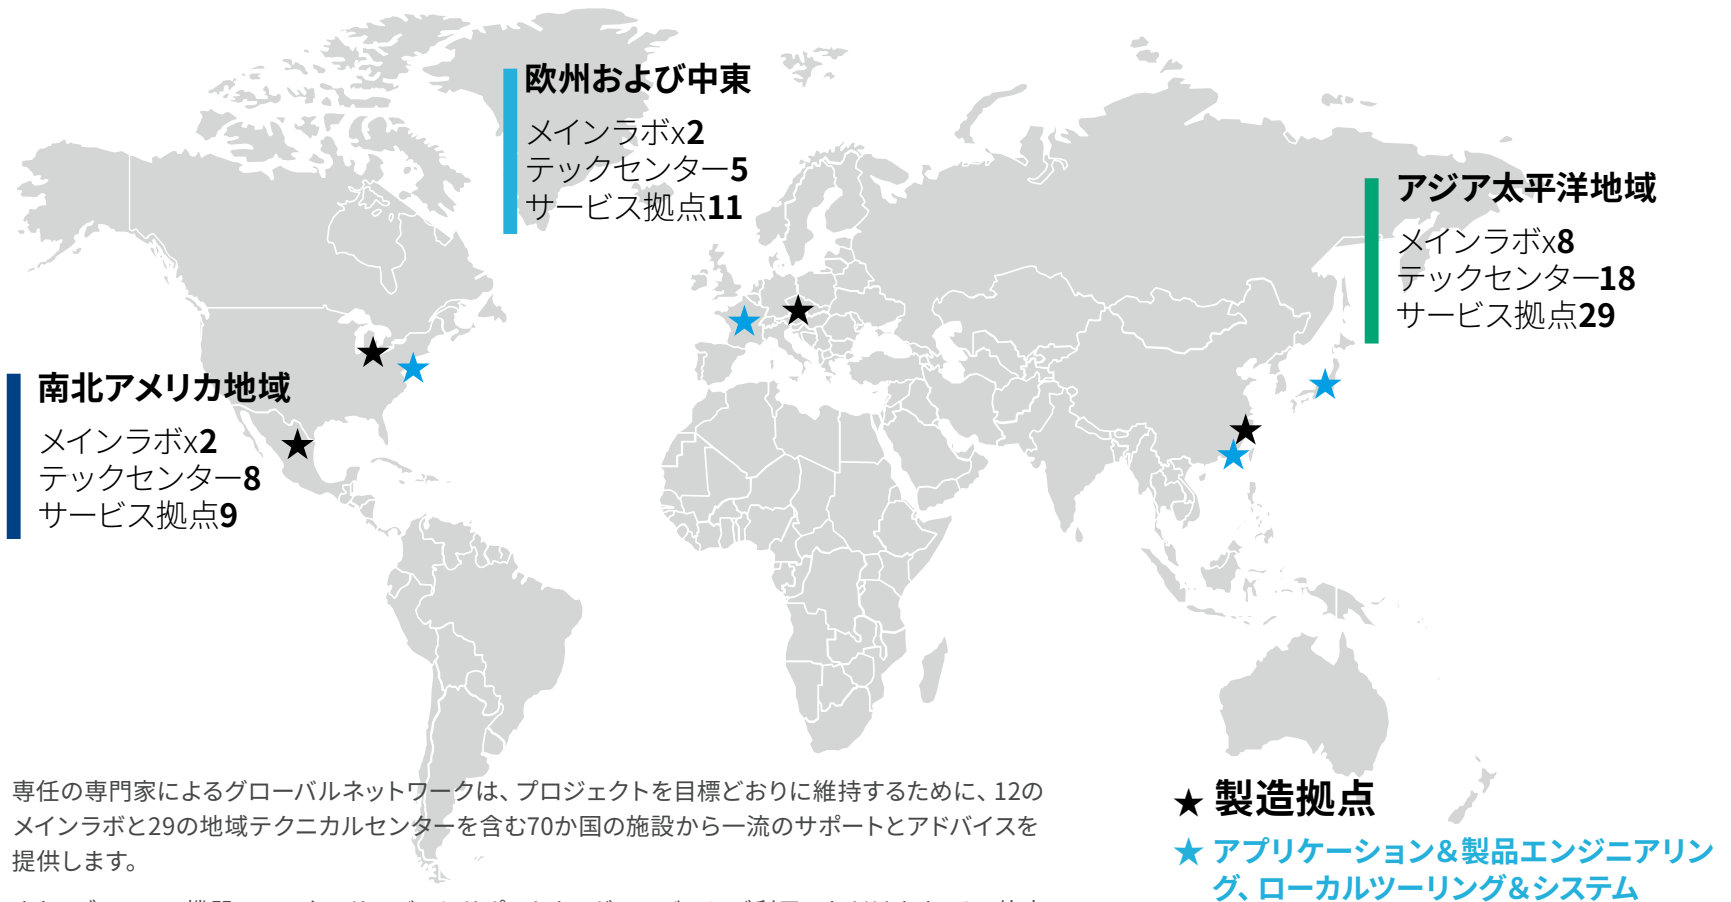 欧州および中東
メインラボx2
テックセンター5
サービス拠点11
アジア太平洋地域
メインラボx8
テックセンター18
サービス拠点29
南北アメリカ地域
メインラボx2
テックセンター8
サービス拠点9
専任の専門家によるグローバルネットワークは、プロジェクトを目標どおりに維持するために、12の
メインラボと29の地域テクニカルセンターを含む70か国の施設から一流のサポートとアドバイスを
提供します。
★ 製造拠点
★ アプリケーション&製品エンジニアリン
グ、ローカルツーリング&システム